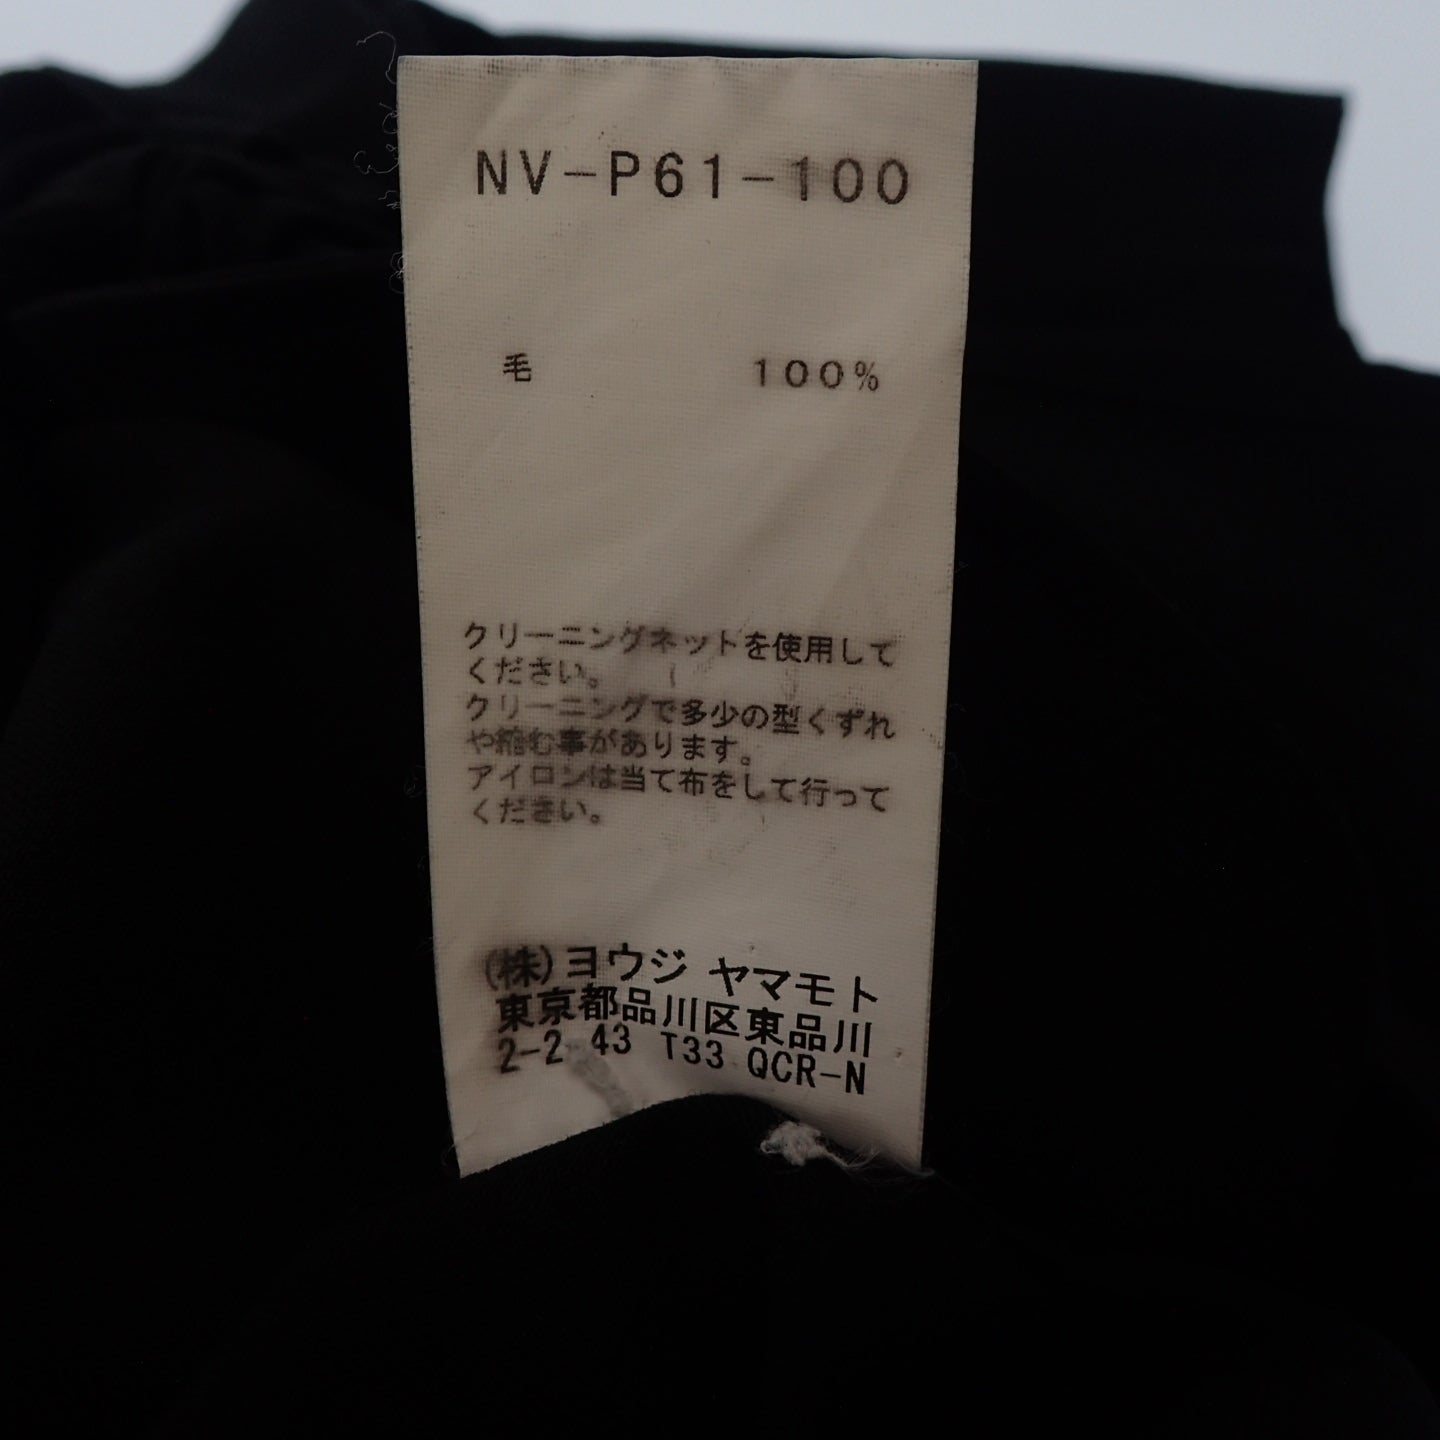 NV-P61-100
毛 100%
クリーニングネットを使用して
ください。
クリーニングで多少の型くずれ
や縮む事があります。
アイロンは当て布をして行って
ください。
(株)ヨウジ ヤマモト
東京都品川区東品川
2-2-43 T33 QCR-N